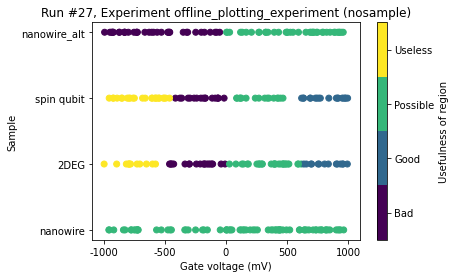 Run #27, Experiment offline_plotting_experiment (nosample)
nanowire_alt
spin qubit
2DEG
nanowire
Sample
-1000 -500 0 500 1000
Gate voltage (mV)
Useless
Possible
Good
Bad
Usefulness of region